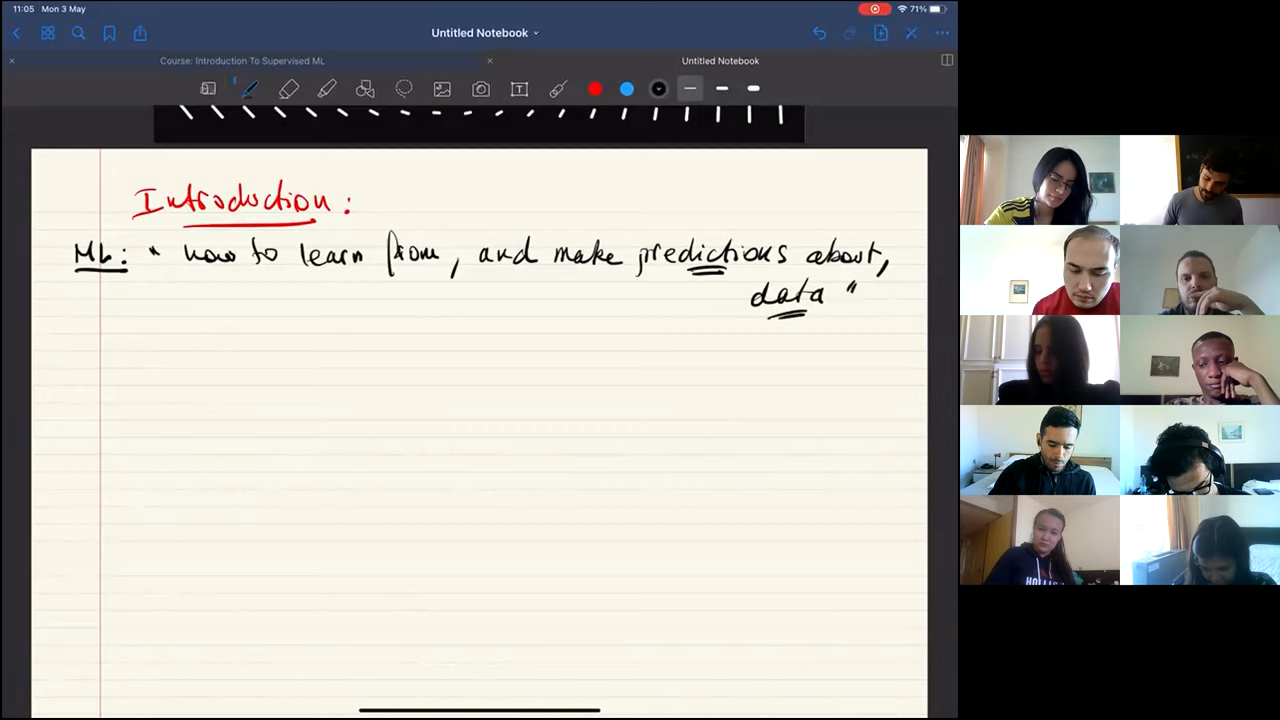 11:05 Mon 3 May
71%
Untitled Notebook
Course: Introduction To Supervised ML
Untitled Notebook
Introduction:
ML: " how to learn from, and make predictions about,
data "
HOLLIS